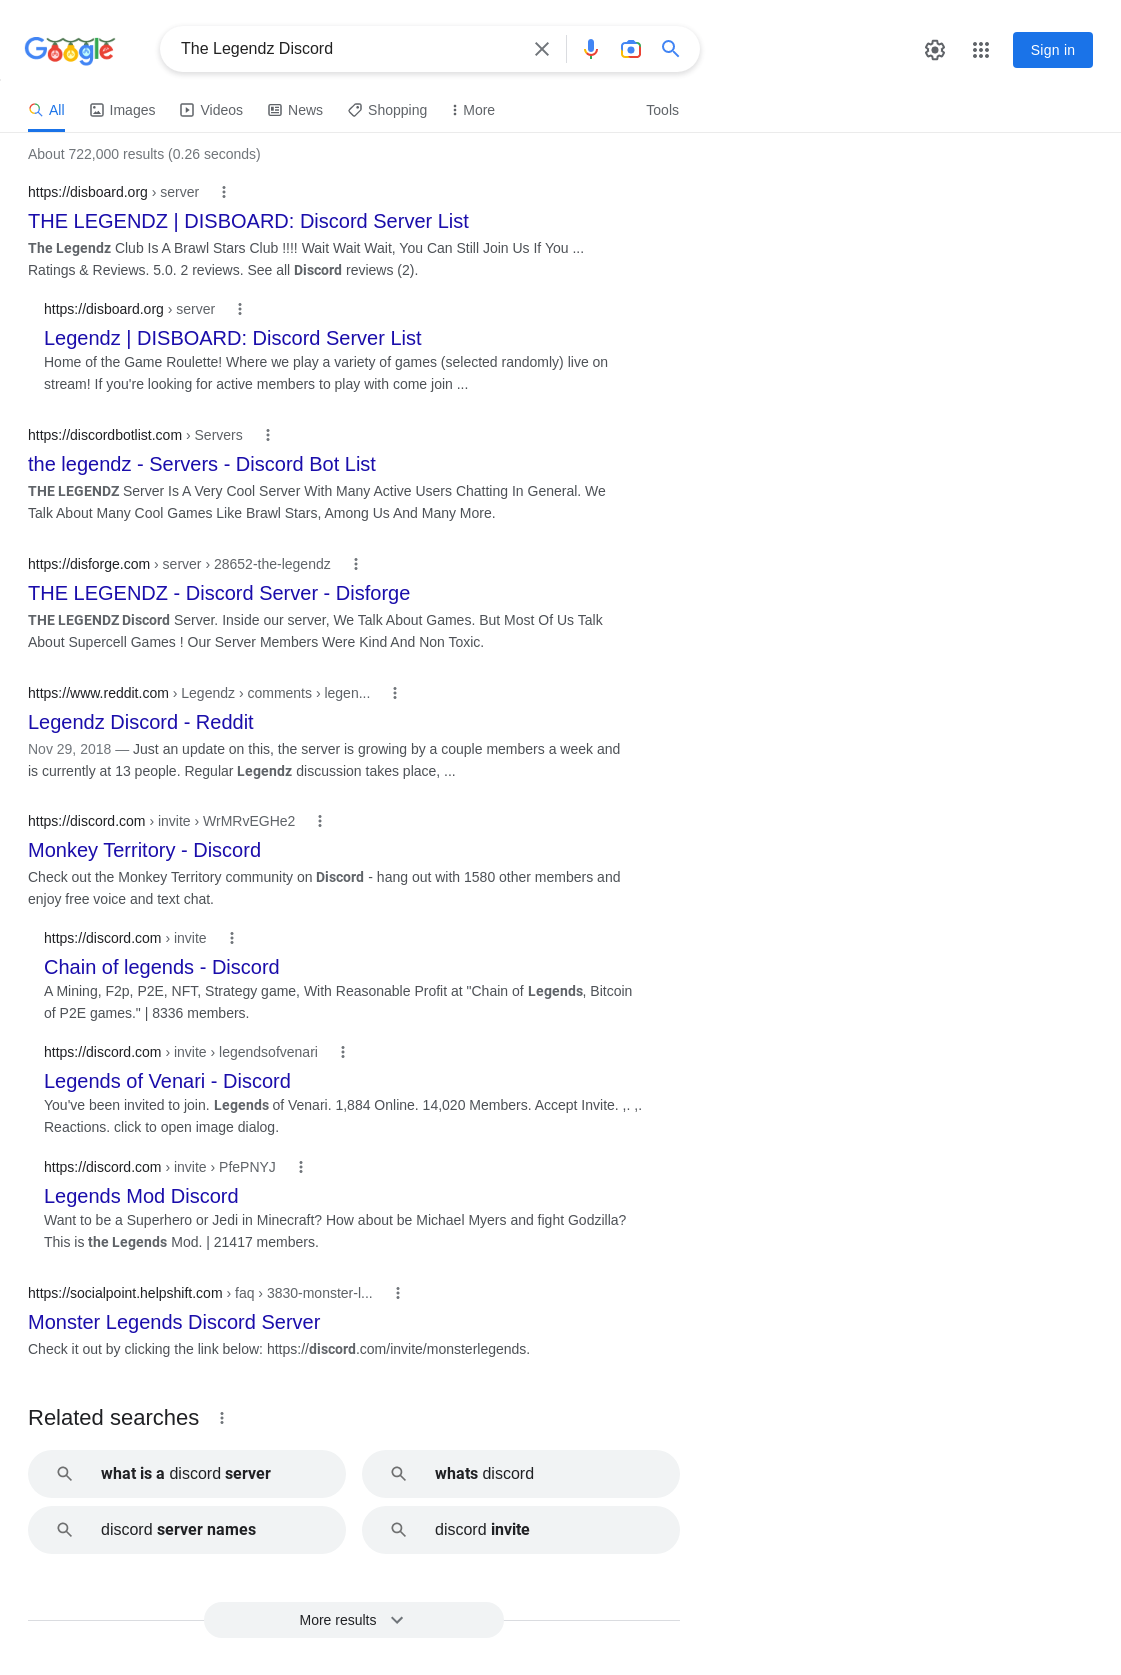 Google
The Legendz Discord
Sign in
All Images Videos News Shopping More Tools
About 722,000 results (0.26 seconds)
https://disboard.org › server
THE LEGENDZ | DISBOARD: Discord Server List
The Legendz Club Is A Brawl Stars Club !!!! Wait Wait Wait, You Can Still Join Us If You ...
Ratings & Reviews. 5.0. 2 reviews. See all Discord reviews (2).
https://disboard.org › server
Legendz | DISBOARD: Discord Server List
Home of the Game Roulette! Where we play a variety of games (selected randomly) live on
stream! If you're looking for active members to play with come join ...
https://discordbotlist.com › Servers
the legendz - Servers - Discord Bot List
THE LEGENDZ Server Is A Very Cool Server With Many Active Users Chatting In General. We
Talk About Many Cool Games Like Brawl Stars, Among Us And Many More.
https://disforge.com › server › 28652-the-legendz
THE LEGENDZ - Discord Server - Disforge
THE LEGENDZ Discord Server. Inside our server, We Talk About Games. But Most Of Us Talk
About Supercell Games ! Our Server Members Were Kind And Non Toxic.
https://www.reddit.com › Legendz › comments › legen...
Legendz Discord - Reddit
Nov 29, 2018 — Just an update on this, the server is growing by a couple members a week and
is currently at 13 people. Regular Legendz discussion takes place, ...
https://discord.com › invite › WrMRvEGHe2
Monkey Territory - Discord
Check out the Monkey Territory community on Discord - hang out with 1580 other members and
enjoy free voice and text chat.
https://discord.com › invite
Chain of legends - Discord
A Mining, F2p, P2E, NFT, Strategy game, With Reasonable Profit at "Chain of Legends, Bitcoin
of P2E games." | 8336 members.
https://discord.com › invite › legendsofvenari
Legends of Venari - Discord
You've been invited to join. Legends of Venari. 1,884 Online. 14,020 Members. Accept Invite. ,. ,.
Reactions. click to open image dialog.
https://discord.com › invite › PfePNYJ
Legends Mod Discord
Want to be a Superhero or Jedi in Minecraft? How about be Michael Myers and fight Godzilla?
This is the Legends Mod. | 21417 members.
https://socialpoint.helpshift.com › faq › 3830-monster-l...
Monster Legends Discord Server
Check it out by clicking the link below: https://discord.com/invite/monsterlegends.
Related searches
what is a discord server
whats discord
discord server names
discord invite
More results